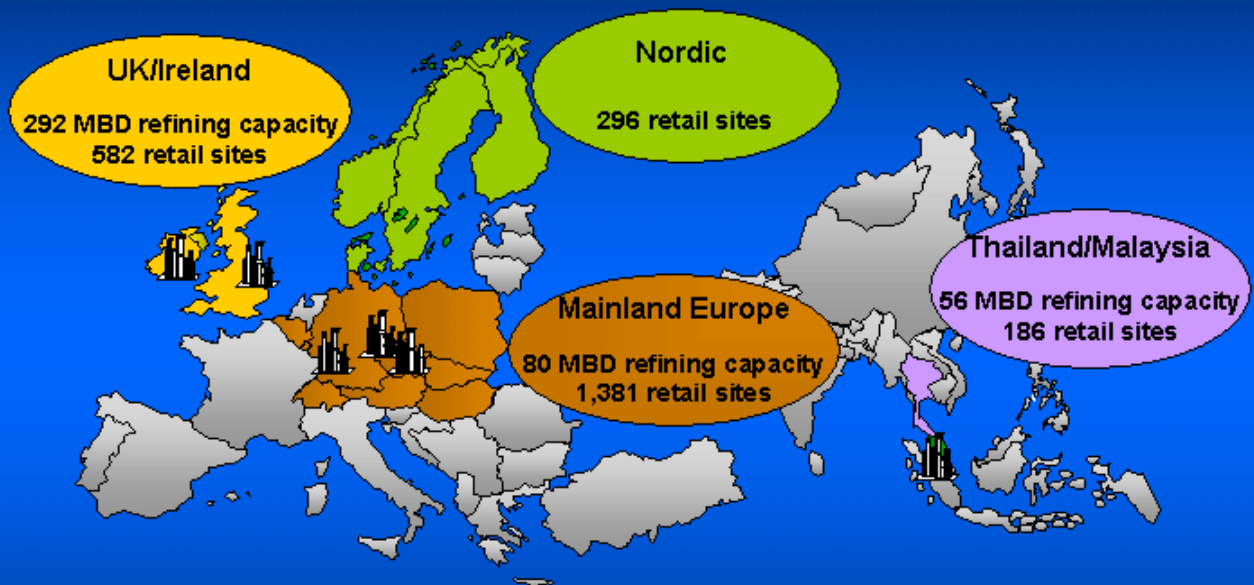 UK/Ireland
292 MBD refining capacity
582 retail sites
Nordic
296 retail sites
Mainland Europe
80 MBD refining capacity
1,381 retail sites
Thailand/Malaysia
56 MBD refining capacity
186 retail sites